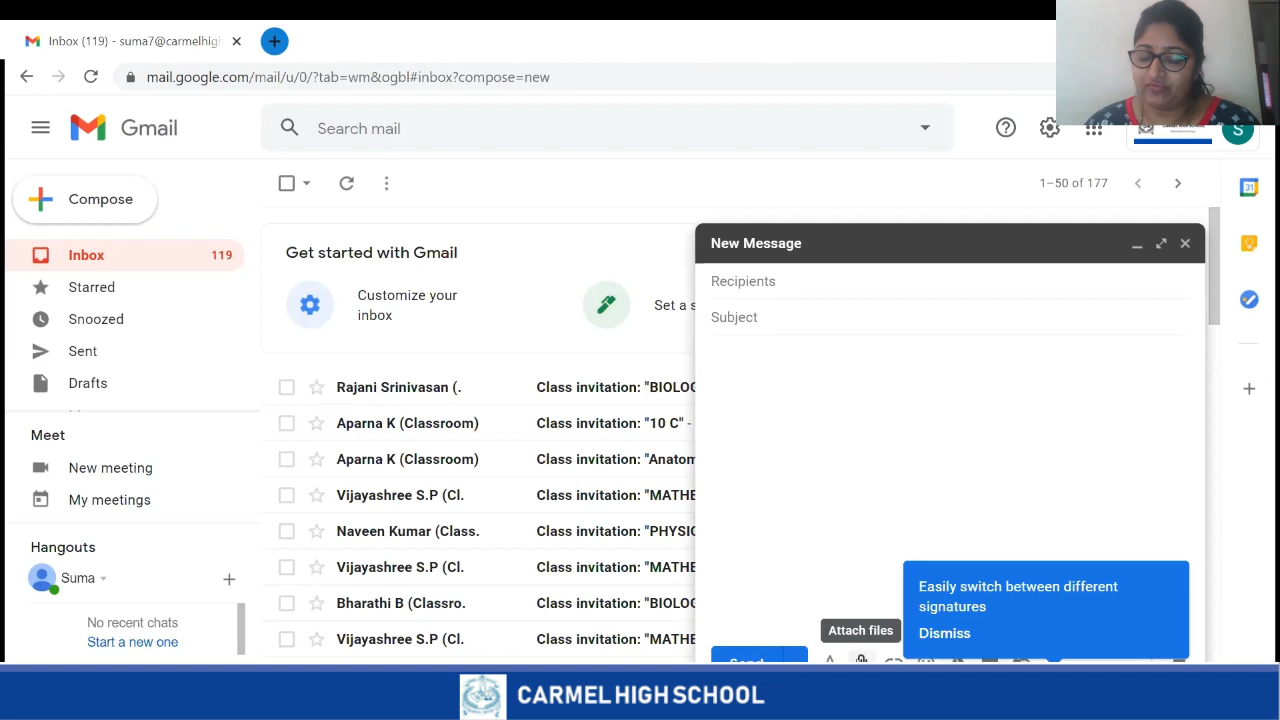 Inbox (119) - suma7@carmelhigh
mail.google.com/mail/u/0/?tab=wm&ogbl#inbox?compose=new
Gmail
Search mail
S
Compose
1–50 of 177
31
Inbox 119
Starred
Snoozed
Sent
Drafts
Get started with Gmail
Customize your
inbox
Set a s
New Message
Recipients
Subject
Rajani Srinivasan (.
Class invitation: "BIOLOG
Aparna K (Classroom)
Class invitation: "10 C" -
Aparna K (Classroom)
Class invitation: "Anatom
Vijayashree S.P (Cl.
Class invitation: "MATHE
Naveen Kumar (Class.
Class invitation: "PHYSIC
Vijayashree S.P (Cl.
Class invitation: "MATHE
Bharathi B (Classro.
Class invitation: "BIOLOG
Vijayashree S.P (Cl.
Class invitation: "MATHE
Meet
New meeting
My meetings
Hangouts
Suma
No recent chats
Start a new one
Easily switch between different
signatures
Dismiss
Attach files
Send
CARMEL HIGH SCHOOL